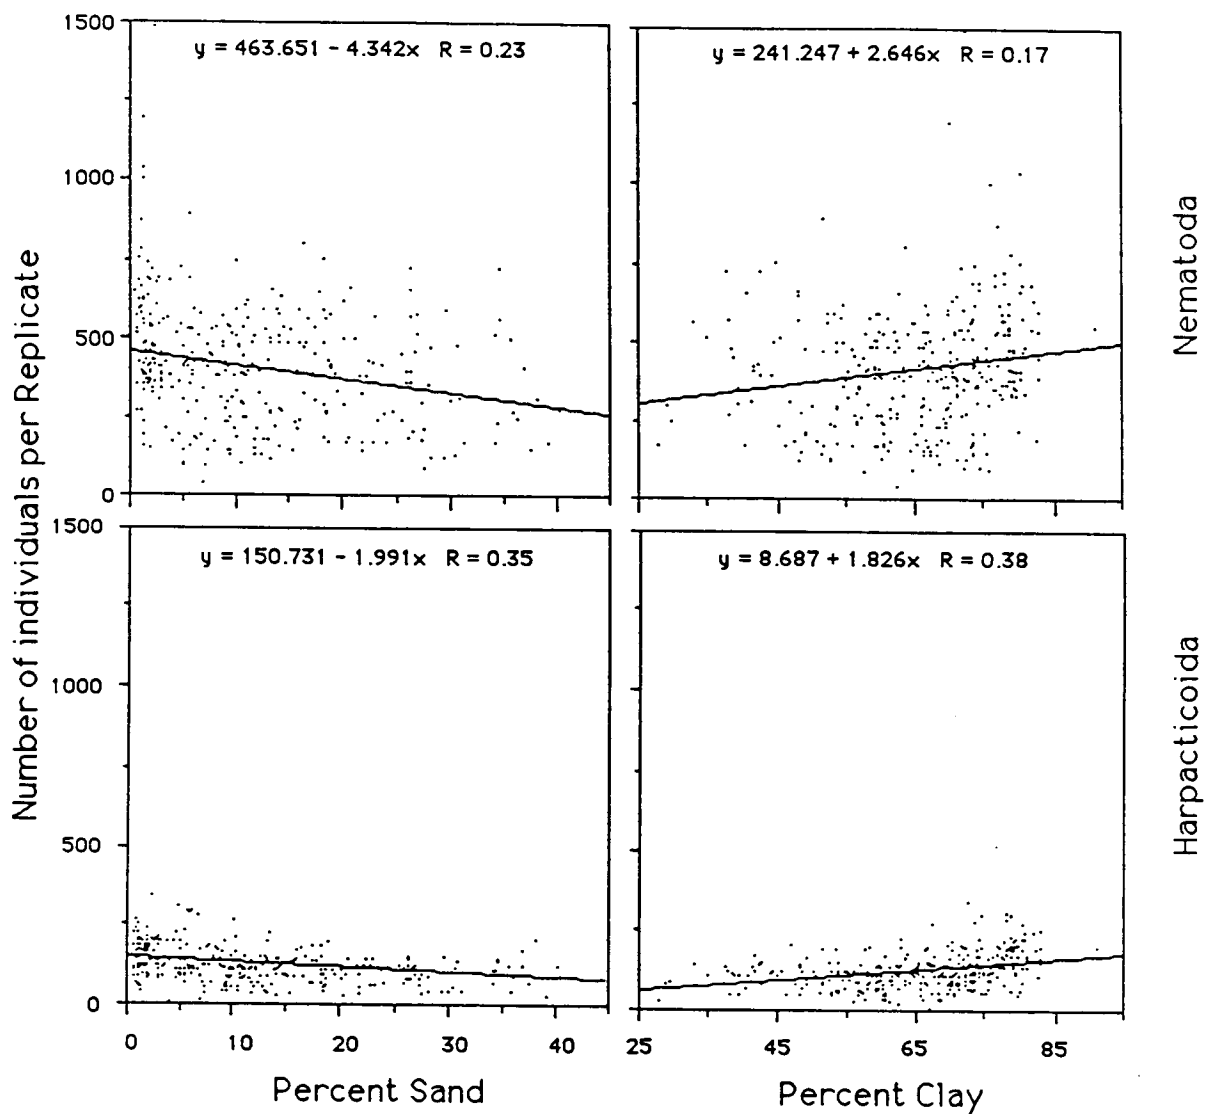 1500
1000
500
0
y = 463.651 - 4.342x R = 0.23
y = 241.247 + 2.646x R = 0.17
Nematoda
Number of individuals per Replicate
1500
1000
500
0
y = 150.731 - 1.991x R = 0.35
y = 8.687 + 1.826x R = 0.38
Harpacticoida
0 10 20 30 40
25 45 65 85
Percent Sand
Percent Clay